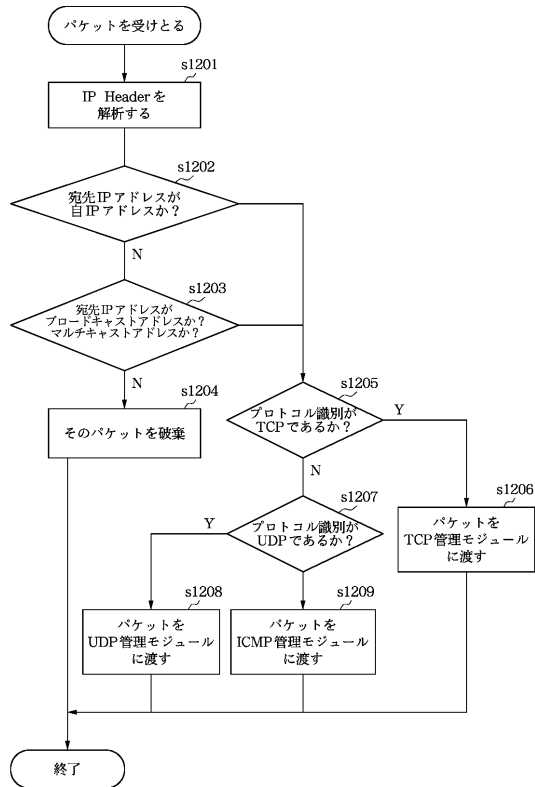 パケットを受けとる
s1201
IP Headerを
解析する
s1202
宛先IPアドレスが
自IPアドレスか？
N
s1203
宛先IPアドレスが
ブロードキャストアドレスか？
マルチキャストアドレスか？
N
s1204
そのパケットを破棄
s1205
プロトコル識別が
TCPであるか？
Y
N
s1206
パケットを
TCP管理モジュール
に渡す
s1207
プロトコル識別が
UDPであるか？
Y
s1208
パケットを
UDP管理モジュール
に渡す
s1209
パケットを
ICMP管理モジュール
に渡す
終了